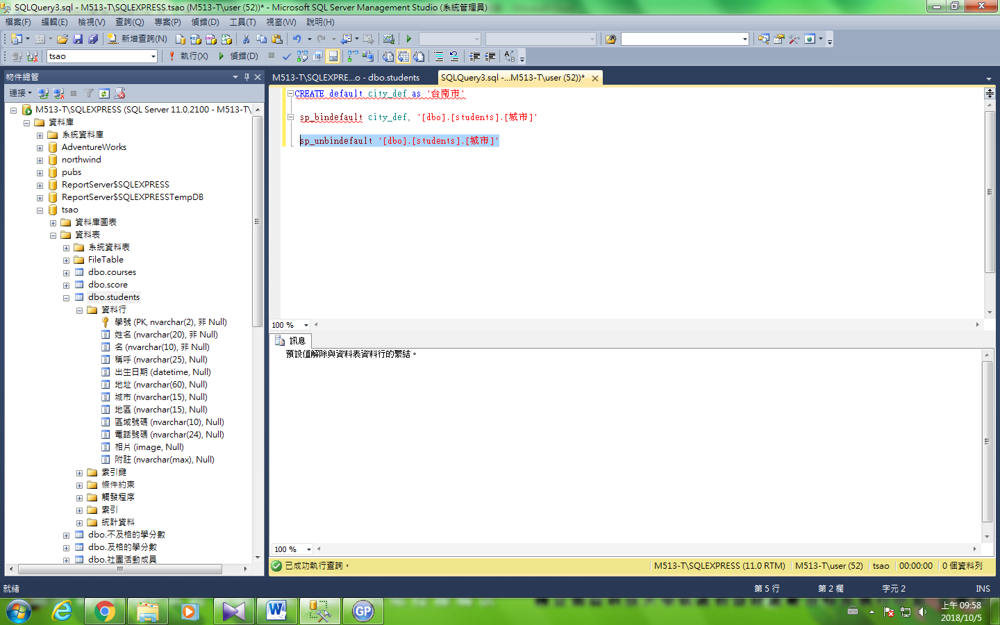 SQLQuery3.sql - M513-T\SQLEXPRESS.tsao (M513-T\user (52))* - Microsoft SQL Server Management Studio (系統管理員)
檔案(F) 編輯(E) 檢視(V) 查詢(Q) 專案(P) 偵錯(D) 工具(T) 視窗(W) 說明(H)
新增查詢(N)
tsao 執行(X) 偵錯(D)
物件總管
連接
M513-T\SQLEXPRESS (SQL Server 11.0.2100 - M513-T\
資料庫
系統資料庫
AdventureWorks
northwind
pubs
ReportServer$SQLEXPRESS
ReportServer$SQLEXPRESSTempDB
tsao
資料庫圖表
資料表
系統資料表
FileTable
dbo.courses
dbo.score
dbo.students
資料行
學號 (PK, nvarchar(2), 非 Null)
姓名 (nvarchar(20), 非 Null)
名 (nvarchar(10), 非 Null)
稱呼 (nvarchar(25), Null)
出生日期 (datetime, Null)
地址 (nvarchar(60), Null)
城市 (nvarchar(15), Null)
地區 (nvarchar(15), Null)
區域號碼 (nvarchar(10), Null)
電話號碼 (nvarchar(24), Null)
相片 (image, Null)
附註 (nvarchar(max), Null)
索引鍵
條件約束
觸發程序
索引
統計資料
dbo.不及格的學分數
dbo.及格的學分數
dbo.社團活動成員
M513-T\SQLEXPRE...o - dbo.students
SQLQuery3.sql -...M513-T\user (52))*
CREATE default city_def as '台南市'
sp_bindefault city_def, '[dbo].[students].[城市]'
sp_unbindefault '[dbo].[students].[城市]'
100 %
訊息
預設值解除與資料表資料行的繫結。
100 %
已成功執行查詢。 M513-T\SQLEXPRESS (11.0 RTM) M513-T\user (52) tsao 00:00:00 0 個資料列
就緒 第 5 行 第 2 欄 字元 2 INS
GP
上午 09:58
2018/10/5